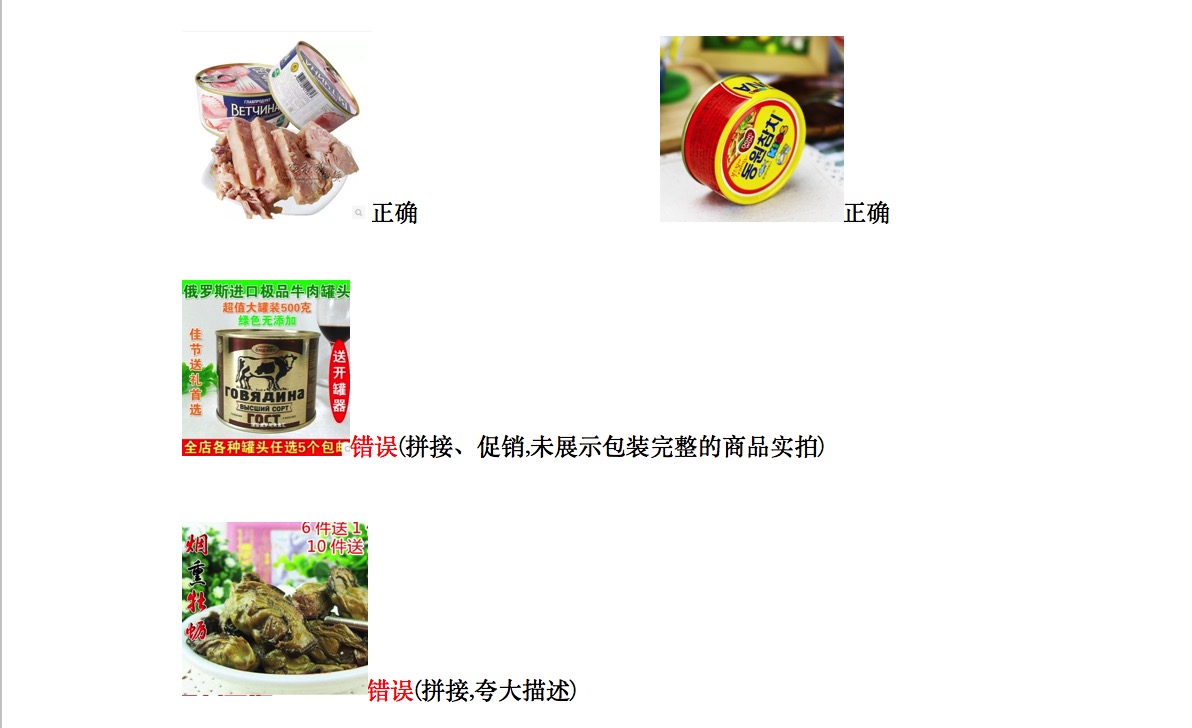 ГЛАВПРОДУКТ
ВЕТЧИНА
正确
동원참치
正确
俄罗斯进口极品牛肉罐头
超值大罐装500克
绿色无添加
佳节送礼首选
送开罐器
ГОВЯДИНА
ВЫСШИЙ СОРТ
ГОСТ
全店各种罐头任选5个包邮
错误(拼接、促销,未展示包装完整的商品实拍)
6件送1
10件送
烟熏牡蛎
错误(拼接,夸大描述)